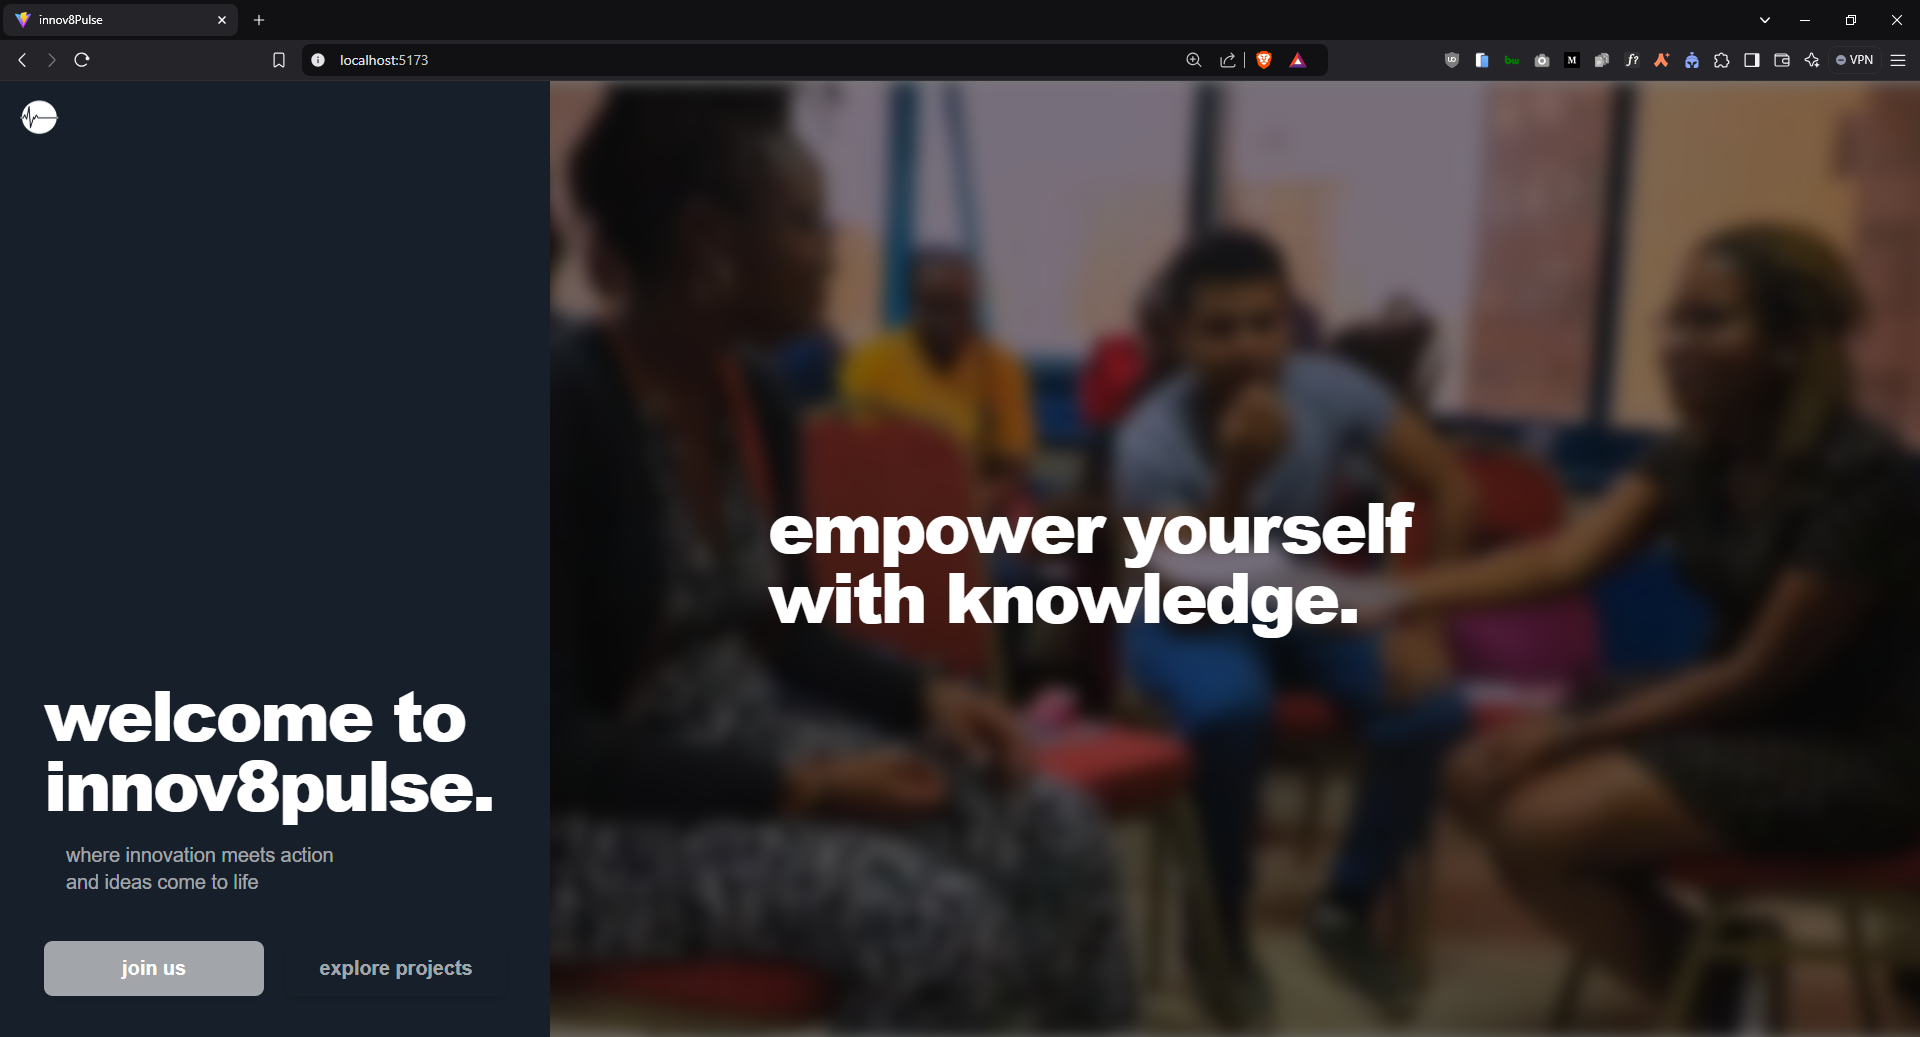 innov8Pulse
localhost:5173
VPN
empower yourself
with knowledge.
welcome to
innov8pulse.
where innovation meets action
and ideas come to life
join us
explore projects